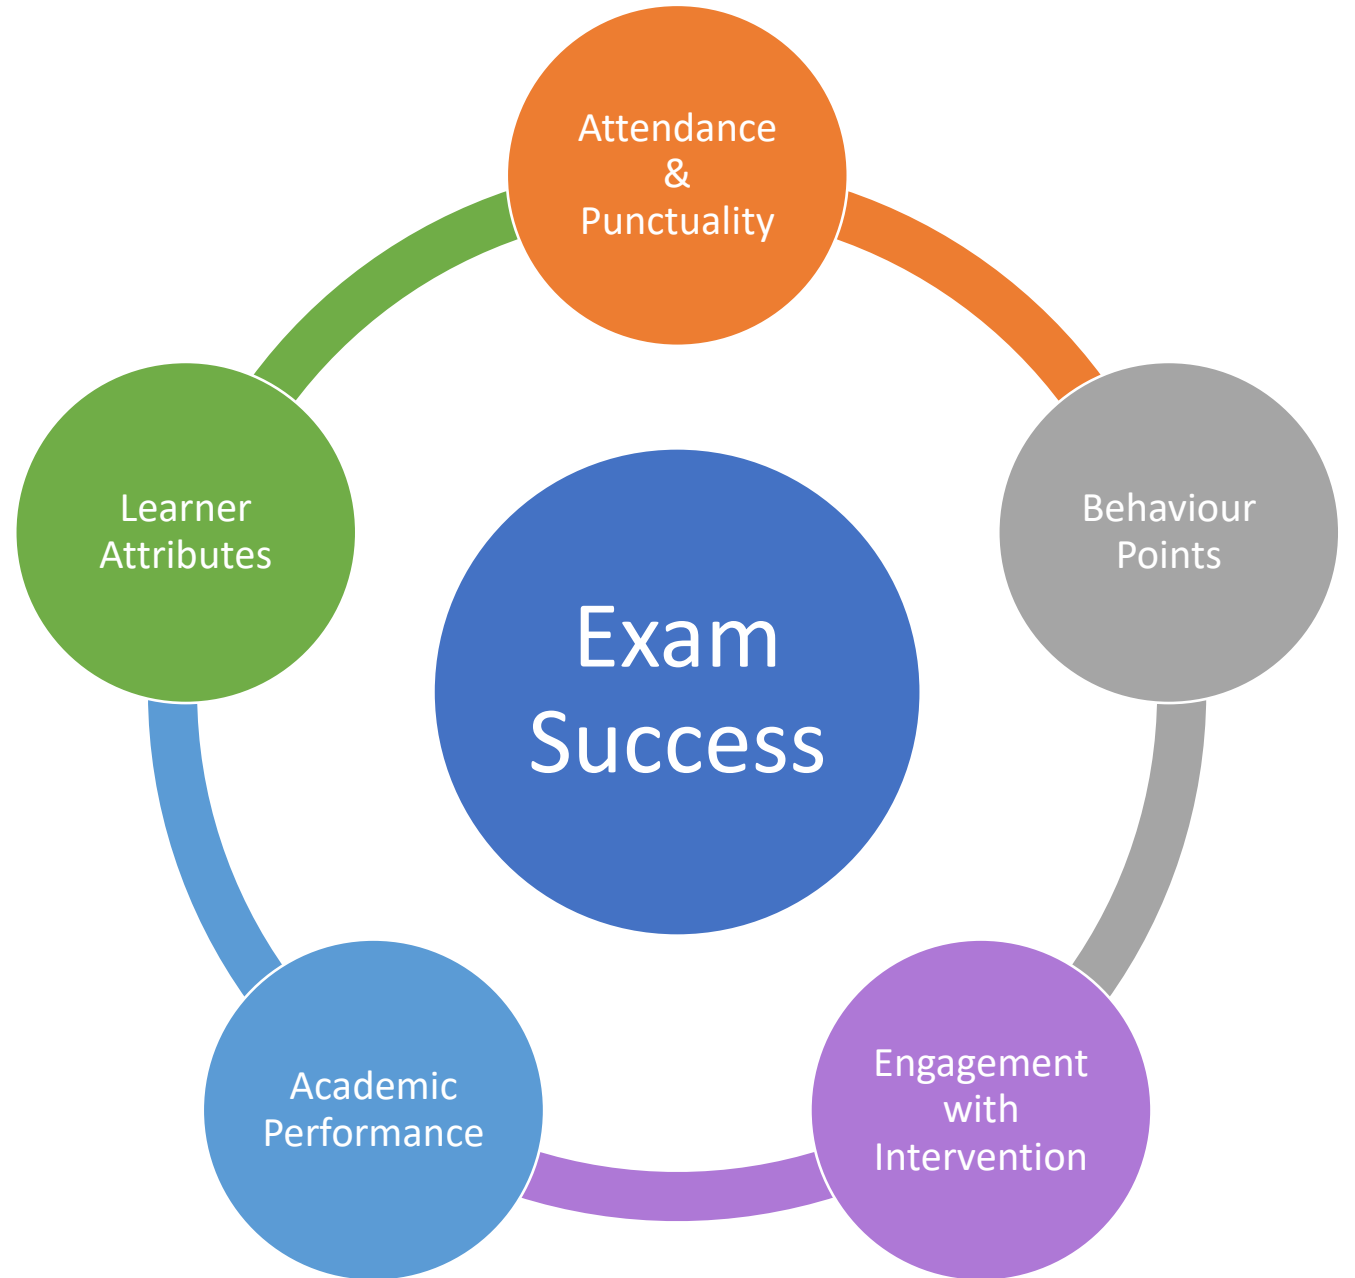 Attendance
&
Punctuality
Behaviour
Points
Engagement
with
Intervention
Academic
Performance
Learner
Attributes
Exam
Success